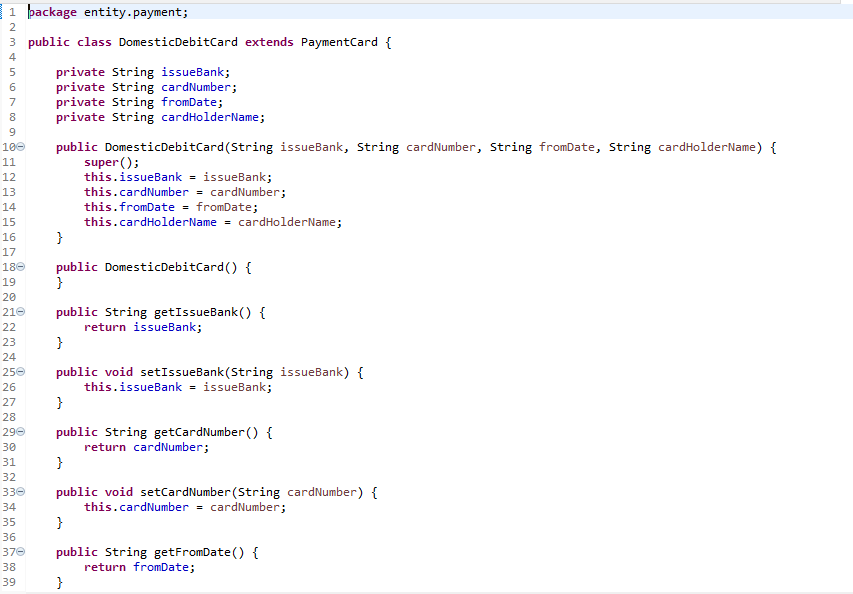 1 package entity.payment;
2
3 public class DomesticDebitCard extends PaymentCard {
4
5     private String issueBank;
6     private String cardNumber;
7     private String fromDate;
8     private String cardHolderName;
9
10     public DomesticDebitCard(String issueBank, String cardNumber, String fromDate, String cardHolderName) {
11         super();
12         this.issueBank = issueBank;
13         this.cardNumber = cardNumber;
14         this.fromDate = fromDate;
15         this.cardHolderName = cardHolderName;
16     }
17
18     public DomesticDebitCard() {
19     }
20
21     public String getIssueBank() {
22         return issueBank;
23     }
24
25     public void setIssueBank(String issueBank) {
26         this.issueBank = issueBank;
27     }
28
29     public String getCardNumber() {
30         return cardNumber;
31     }
32
33     public void setCardNumber(String cardNumber) {
34         this.cardNumber = cardNumber;
35     }
36
37     public String getFromDate() {
38         return fromDate;
39     }